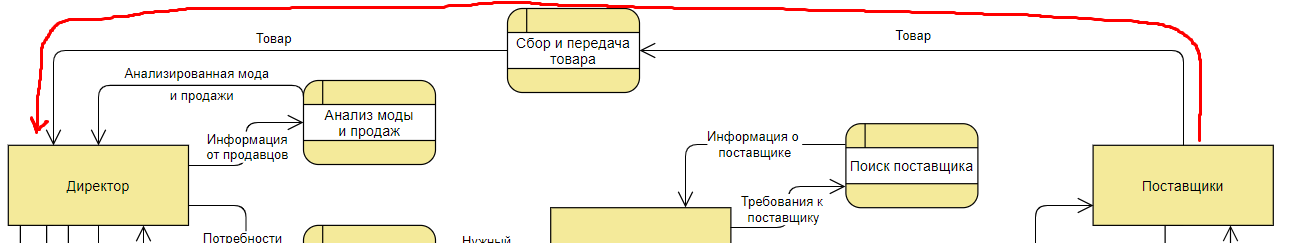 Товар
Сбор и передача
товара
Товар
Анализированная мода
и продажи
Анализ моды
и продаж
Информация
от продавцов
Директор
Информация о
поставщике
Поиск поставщика
Требования к
поставщику
Поставщики
Потребности
Нужный